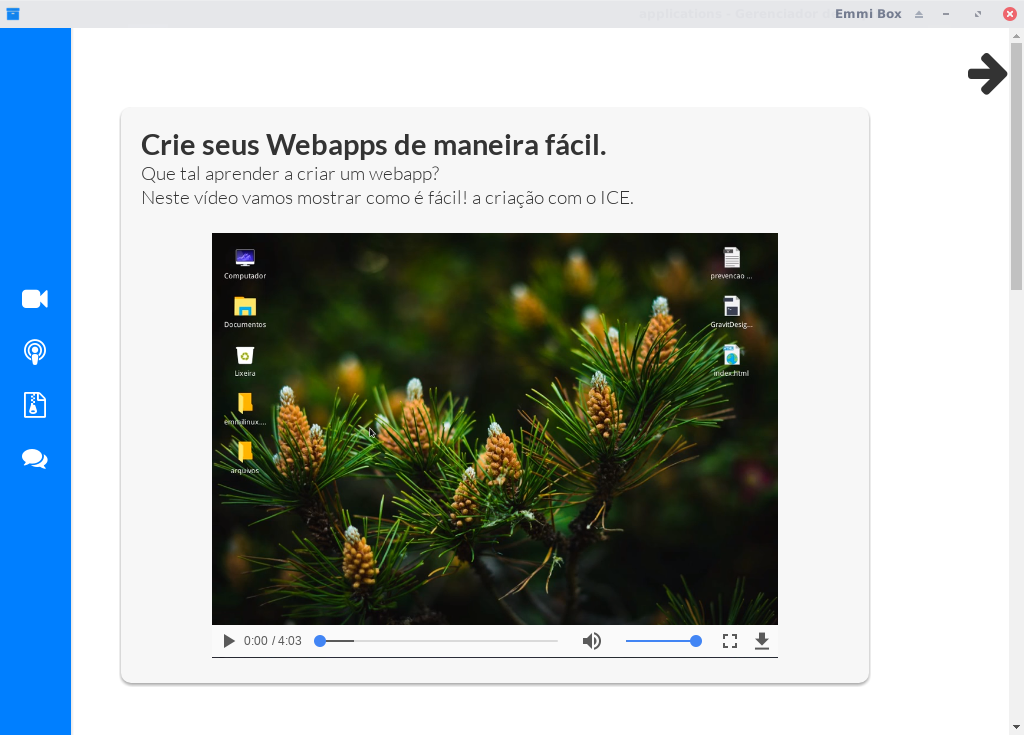 applications - Gerenciador d
Emmi Box
Crie seus Webapps de maneira fácil.
Que tal aprender a criar um webapp?
Neste vídeo vamos mostrar como é fácil! a criação com o ICE.
Computador
prevencao ...
Documentos
GravitDesig...
Lixeira
index.html
emmilinux....
arquivos
0:00 / 4:03